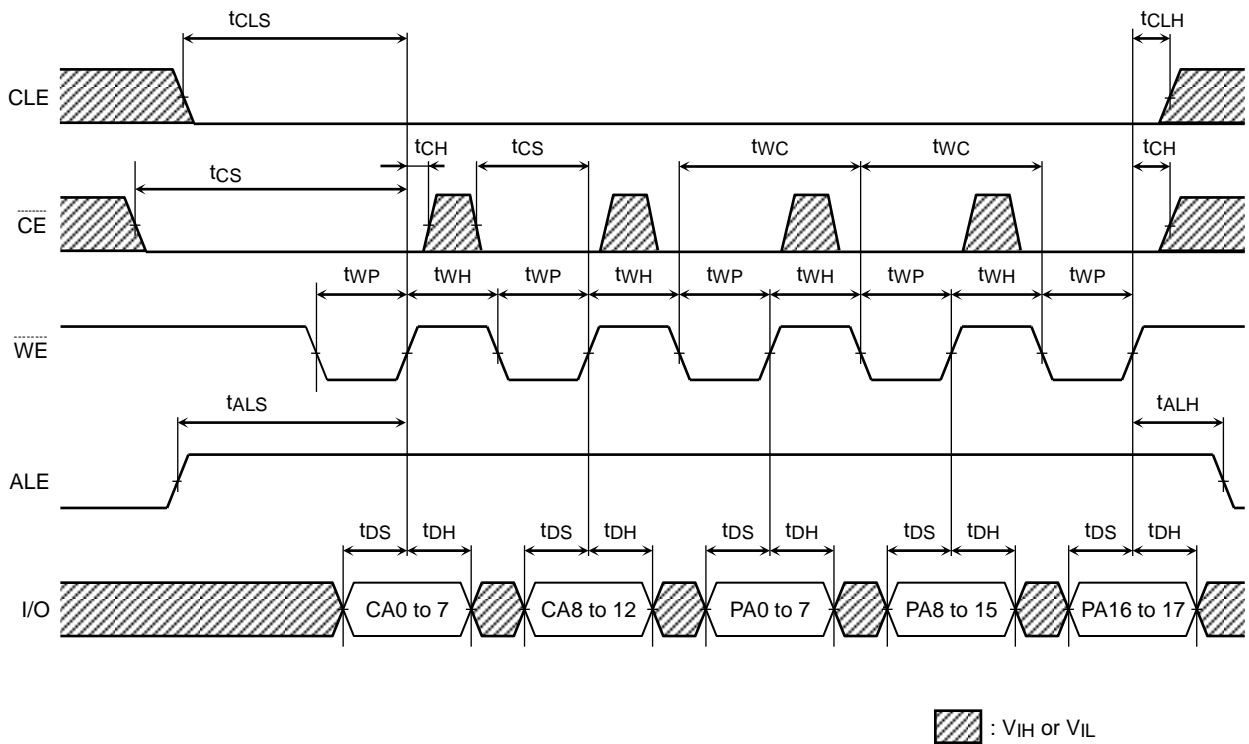 tCLS tCLH
CLE
tCH tCS tWC tWC tCH
tCS
CE
tWP tWH tWP tWH tWP tWH tWP tWH tWP
WE
tALS tALH
ALE
tDS tDH tDS tDH tDS tDH tDS tDH tDS tDH
I/O CA0 to 7 CA8 to 12 PA0 to 7 PA8 to 15 PA16 to 17
: VIH or VIL